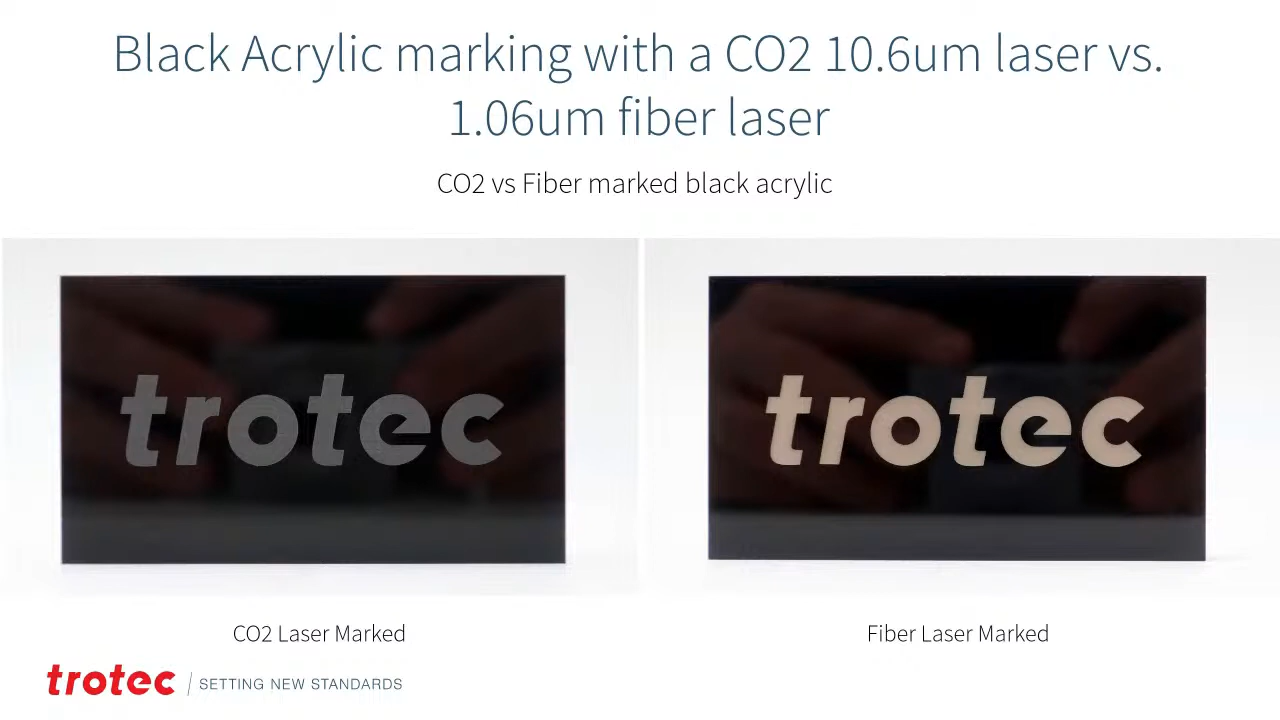 Black Acrylic marking with a CO2 10.6um laser vs.
1.06um fiber laser
CO2 vs Fiber marked black acrylic
trotec
trotec
CO2 Laser Marked
Fiber Laser Marked
trotec SETTING NEW STANDARDS